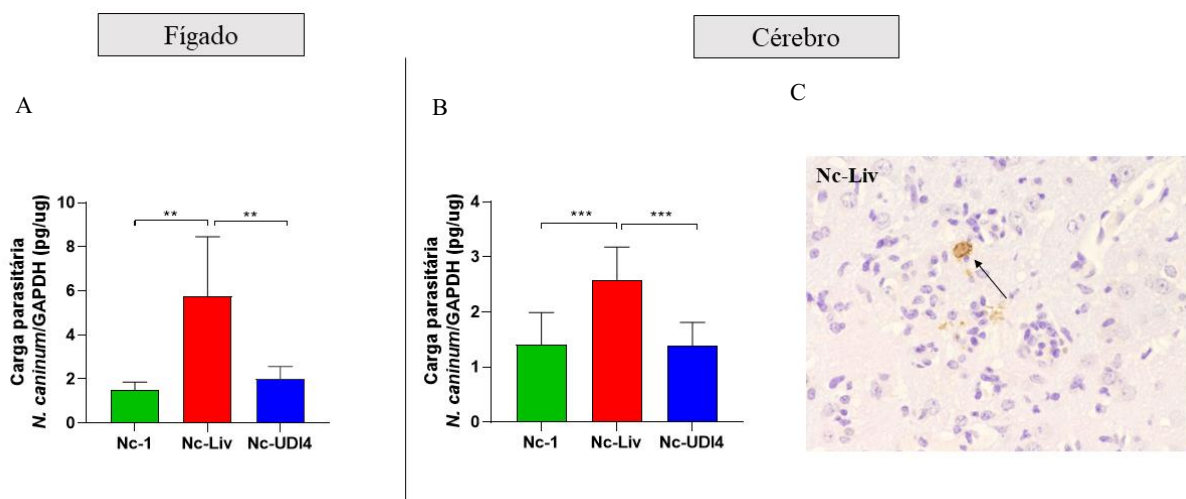 Fígado
Cérebro
A
Carga parasitária
N. caninum/GAPDH (pg/ug)
10
8
6
4
2
0
** **
Nc-1 Nc-Liv Nc-UDI4
B
Carga parasitária
N. caninum/GAPDH (pg/ug)
4
3
2
1
0
*** ***
Nc-1 Nc-Liv Nc-UDI4
C
Nc-Liv